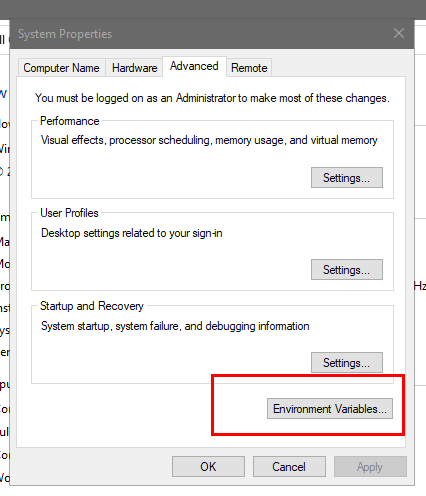 System Properties
Computer Name Hardware Advanced Remote
You must be logged on as an Administrator to make most of these changes.
Performance
Visual effects, processor scheduling, memory usage, and virtual memory
Settings...
User Profiles
Desktop settings related to your sign-in
Settings...
Startup and Recovery
System startup, system failure, and debugging information
Settings...
Environment Variables...
OK Cancel Apply
Hz